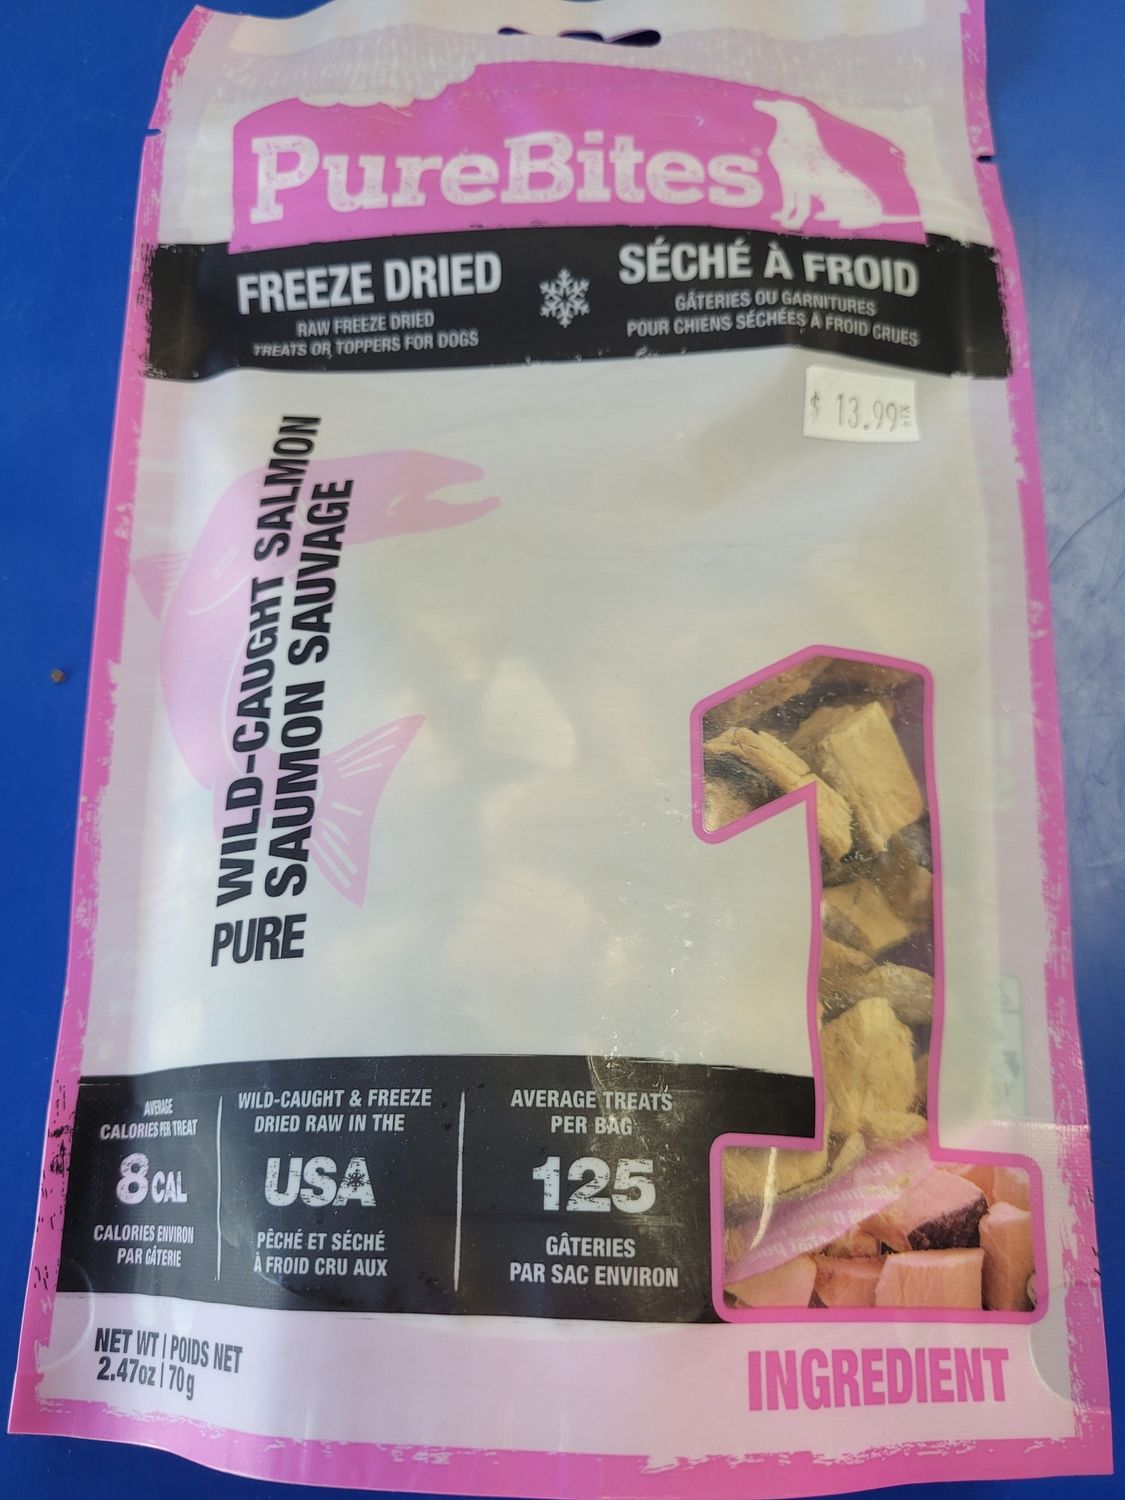 PureBites®
FREEZE DRIED
RAW FREEZE DRIED
TREATS OR TOPPERS FOR DOGS
SÉCHÉ À FROID
GÂTERIES OU GARNITURES
POUR CHIENS SÉCHÉES À FROID CRUES
$ 13.99
PURE
WILD-CAUGHT SALMON
SAUMON SAUVAGE
AVERAGE
CALORIES PER TREAT
8 CAL
CALORIES ENVIRON
PAR GÂTERIE
WILD-CAUGHT & FREEZE
DRIED RAW IN THE
USA
PÊCHÉ ET SÉCHÉ
À FROID CRU AUX
AVERAGE TREATS
PER BAG
125
GÂTERIES
PAR SAC ENVIRON
1
INGREDIENT
NET WT | POIDS NET
2.47oz | 70g